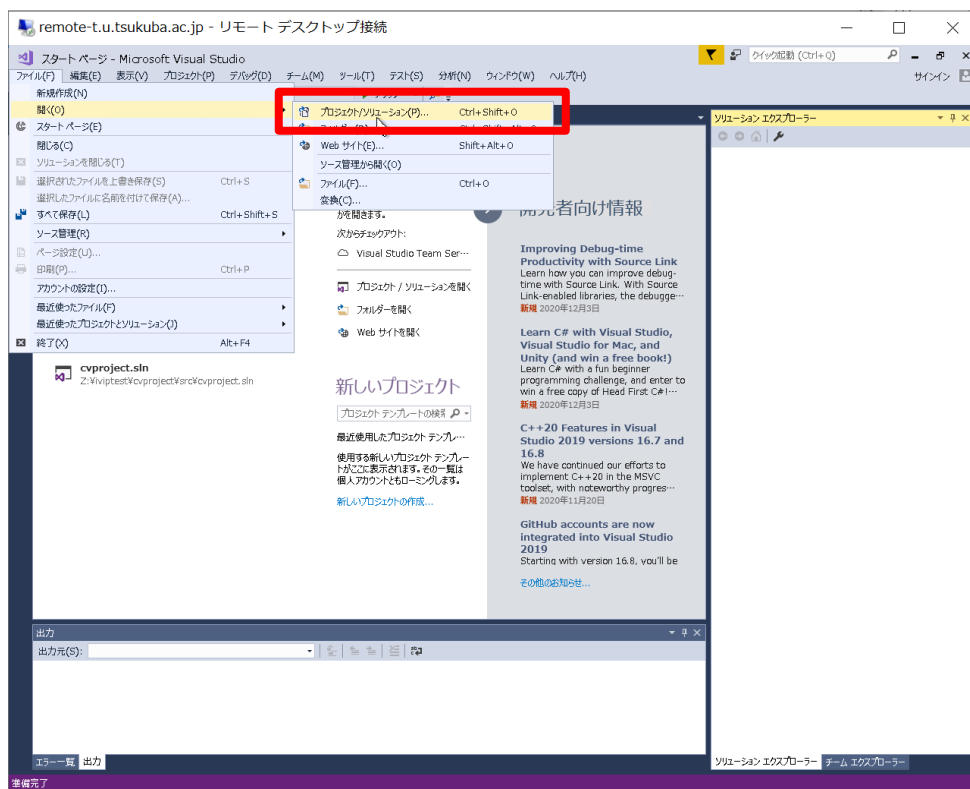 remote-t.u.tsukuba.ac.jp - リモート デスクトップ接続
スタート ページ - Microsoft Visual Studio
クイック起動 (Ctrl+Q)
ファイル(F) 編集(E) 表示(V) プロジェクト(P) デバッグ(D) チーム(M) ツール(T) テスト(S) 分析(N) ウィンドウ(W) ヘルプ(H)
サインイン
新規作成(N)
開く(O)
スタート ページ(E)
閉じる(C)
ソリューションを閉じる(T)
選択されたファイルを上書き保存(S) Ctrl+S
選択したファイルに名前を付けて保存(A)...
すべて保存(L) Ctrl+Shift+S
ソース管理(R)
ページ設定(U)...
印刷(P)... Ctrl+P
アカウントの設定(I)...
最近使ったファイル(F)
最近使ったプロジェクトとソリューション(J)
終了(X) Alt+F4
プロジェクト/ソリューション(P)... Ctrl+Shift+O
Web サイト(E)... Shift+Alt+O
ソース管理から開く(O)
ファイル(F)... Ctrl+O
変換(C)...
cvproject.sln
Z:¥iviptest¥cvproject¥src¥cvproject.sln
かを開きます。
次からチェックアウト:
Visual Studio Team Ser…
プロジェクト / ソリューションを開く
フォルダーを開く
Web サイトを開く
新しいプロジェクト
プロジェクト テンプレートの検索
最近使用したプロジェクト テンプレ…
使用する新しいプロジェクト テンプレー
トがここに表示されます。その一覧は
個人アカウントともローミングします。
新しいプロジェクトの作成...
開発者向け情報
Improving Debug-time
Productivity with Source Link
Learn how you can improve debug-
time with Source Link. With Source
Link-enabled libraries, the debugge…
新規 2020年12月3日
Learn C# with Visual Studio,
Visual Studio for Mac, and
Unity (and win a free book!)
Learn C# with a fun beginner
programming challenge, and enter to
win a free copy of Head First C#!…
新規 2020年12月3日
C++20 Features in Visual
Studio 2019 versions 16.7 and
16.8
We have continued our efforts to
implement C++20 in the MSVC
toolset, with noteworthy progres…
新規 2020年11月20日
GitHub accounts are now
integrated into Visual Studio
2019
Starting with version 16.8, you'll be
その他のお知らせ...
ソリューション エクスプローラー
出力
出力元(S):
エラー一覧 出力
ソリューション エクスプローラー チーム エクスプローラー
準備完了